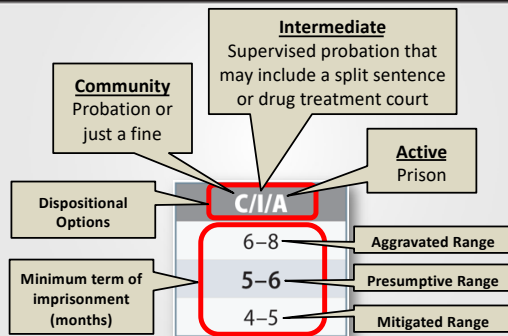 Intermediate
Supervised probation that
may include a split sentence
or drug treatment court
Community
Probation or
just a fine
Active
Prison
Dispositional
Options
C/I/A
6–8
Aggravated Range
Minimum term of
imprisonment
(months)
5–6
Presumptive Range
4–5
Mitigated Range